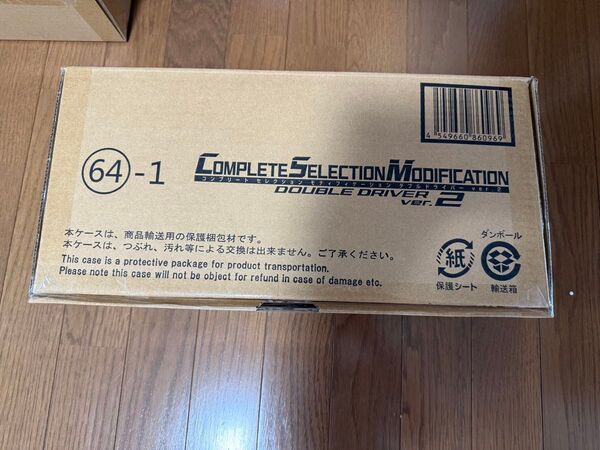 4 549660 860969
64-1
COMPLETE SELECTION MODIFICATION
コンプリート セレクション モディフィケーション ダブルドライバー ver.2
DOUBLE DRIVER
ver.2
本ケースは、商品輸送用の保護梱包材です。
本ケースは、つぶれ、汚れ等による交換は出来ません。ご了承ください。
This case is a protective package for product transportation.
Please note this case will not be object for refund in case of damage etc.
紙
保護シート
ダンボール
輸送箱